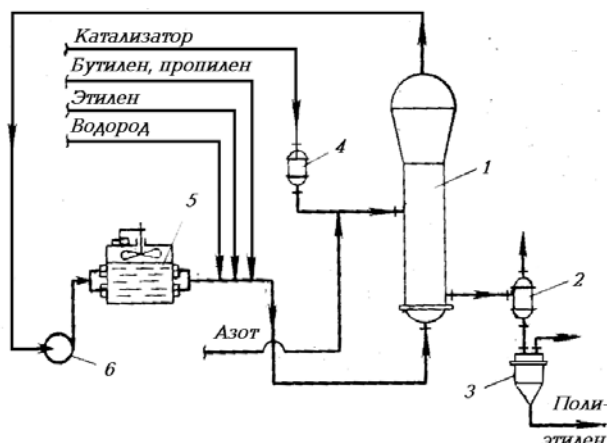 Катализатор
Бутилен, пропилен
Этилен
Водород
4
1
5
2
Азот
6
3
Поли-
этилен